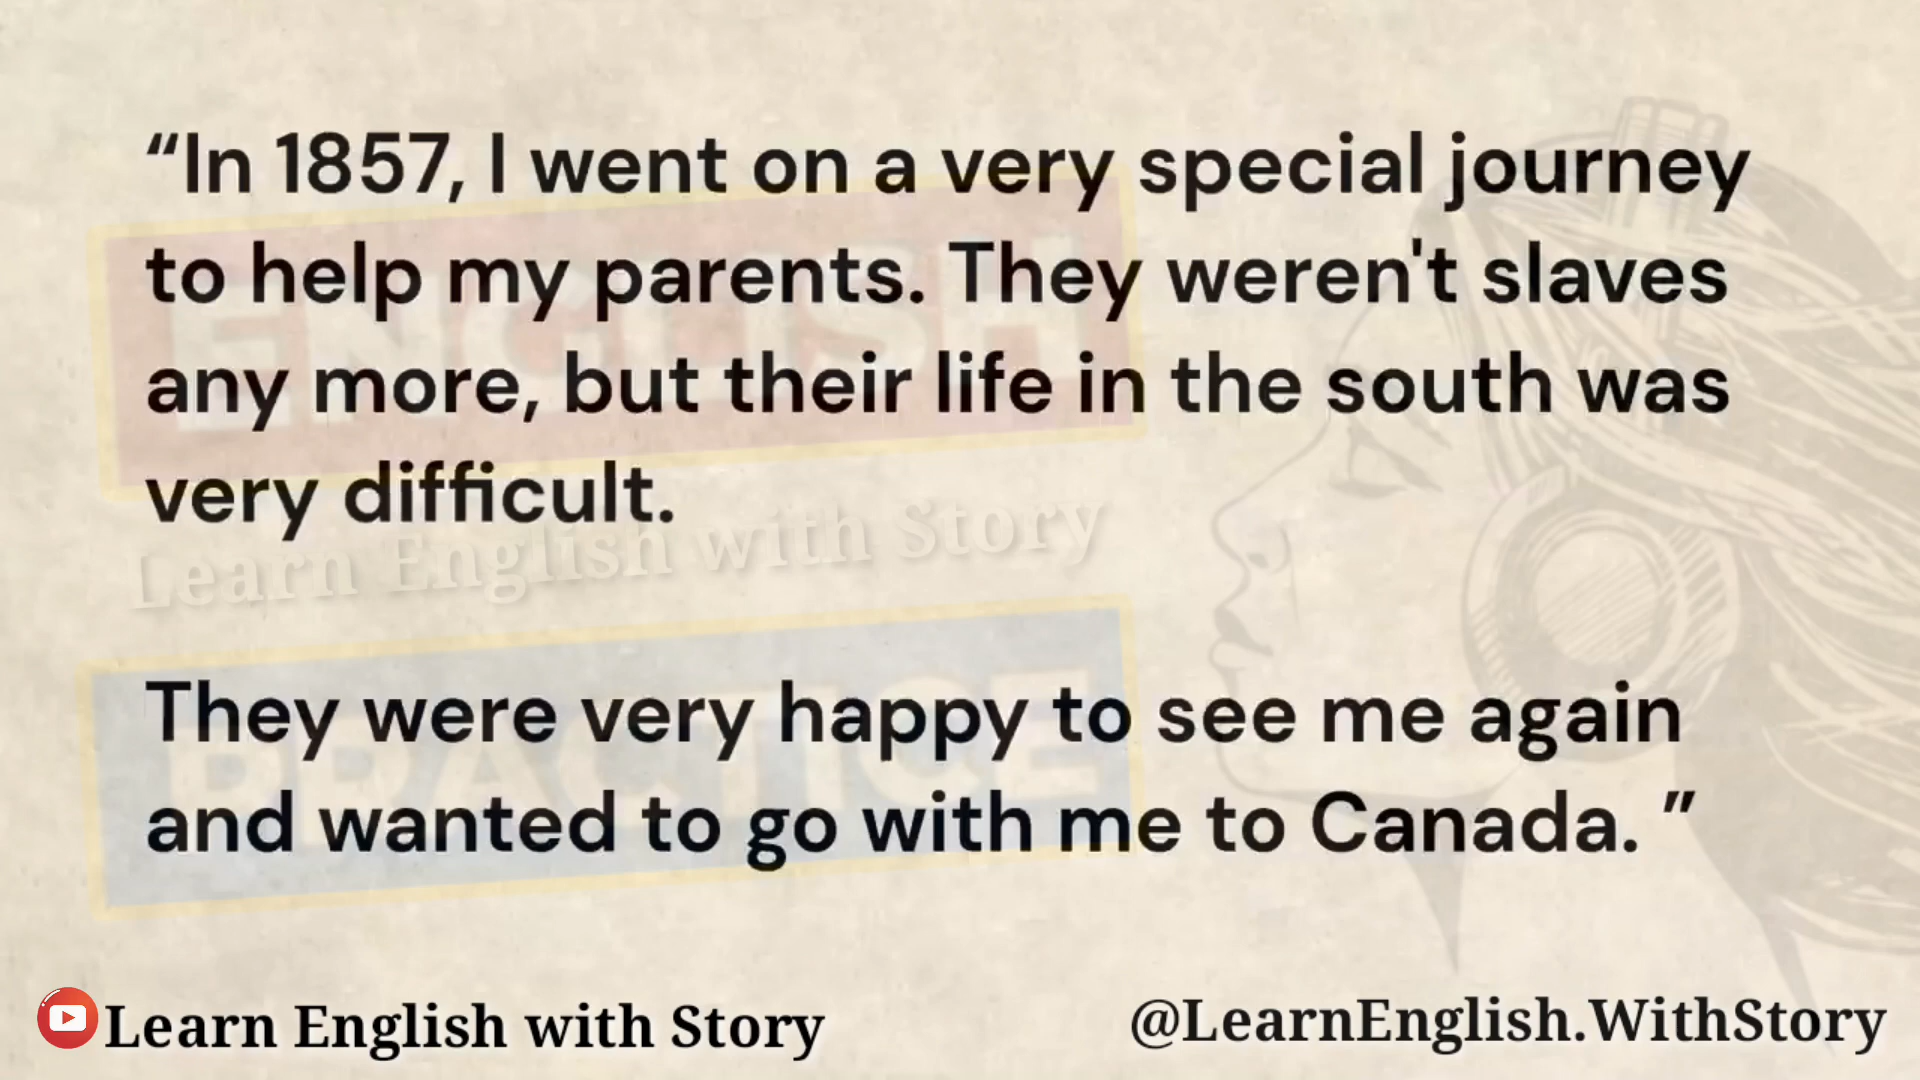 “In 1857, I went on a very special journey
to help my parents. They weren't slaves
any more, but their life in the south was
very difficult.
They were very happy to see me again
and wanted to go with me to Canada. ”
ENGLISH
Learn English with Story
PRACTICE
Learn English with Story
@LearnEnglish.WithStory